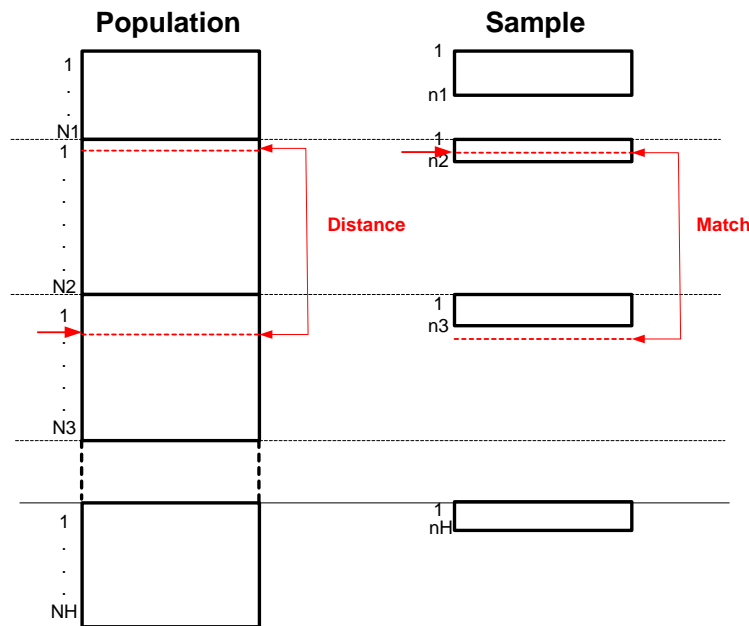 Population
Sample
1
.
.
N1
1
.
.
.
.
.
N2
1
.
.
.
.
N3
1
.
.
.
NH
Distance
1
n1
1
n2
1
n3
1
nH
Match